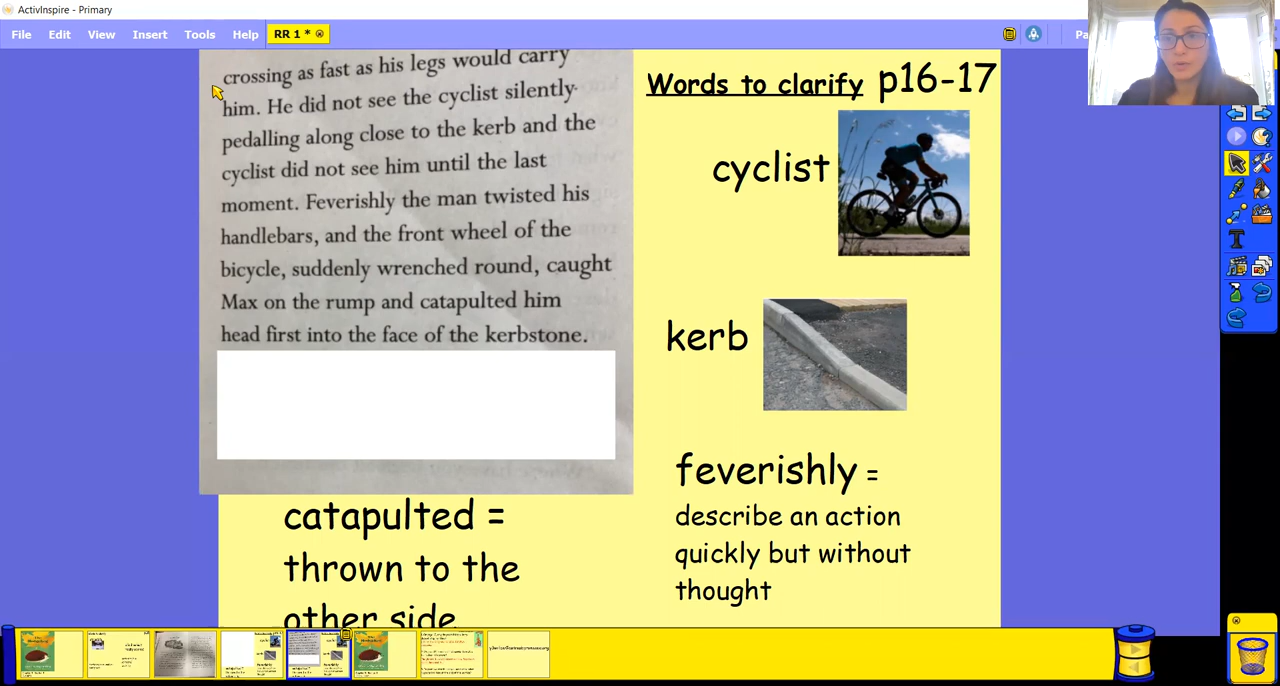 ActivInspire - Primary
File Edit View Insert Tools Help RR 1 * Pa
crossing as fast as his legs would carry
him. He did not see the cyclist silently
pedalling along close to the kerb and the
cyclist did not see him until the last
moment. Feverishly the man twisted his
handlebars, and the front wheel of the
bicycle, suddenly wrenched round, caught
Max on the rump and catapulted him
head first into the face of the kerbstone.
Words to clarify p16-17
cyclist
kerb
feverishly =
describe an action
quickly but without
thought
catapulted =
thrown to the
other side